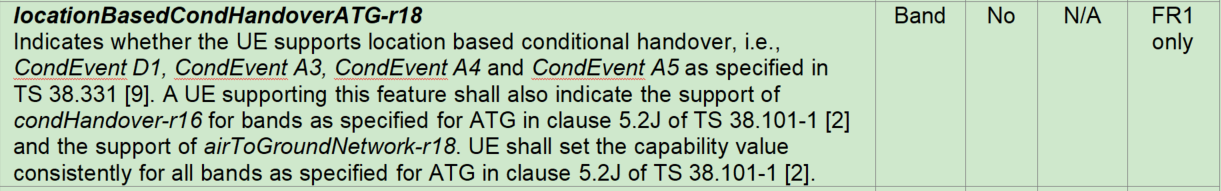 locationBasedCondHandoverATG-r18 Band No N/A FR1
Indicates whether the UE supports location based conditional handover, i.e., only
CondEvent D1, CondEvent A3, CondEvent A4 and CondEvent A5 as specified in
TS 38.331 [9]. A UE supporting this feature shall also indicate the support of
condHandover-r16 for bands as specified for ATG in clause 5.2J of TS 38.101-1 [2]
and the support of airToGroundNetwork-r18. UE shall set the capability value
consistently for all bands as specified for ATG in clause 5.2J of TS 38.101-1 [2].